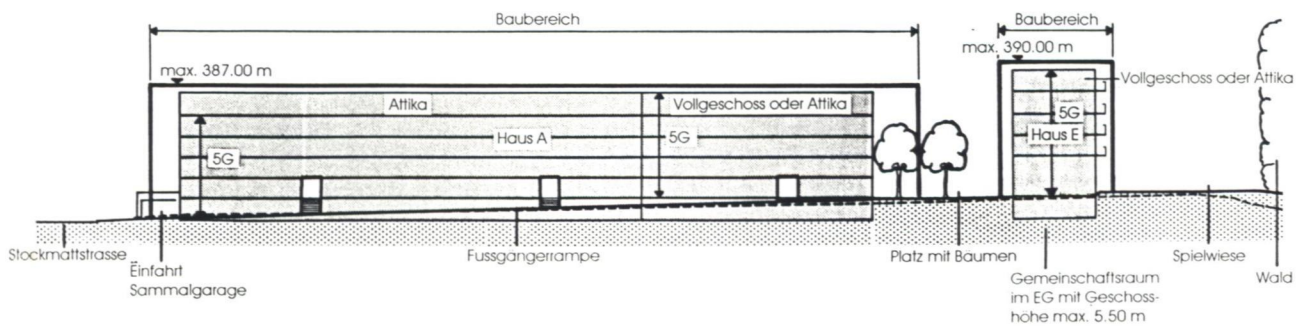 Baubereich
Baubereich
max. 387.00 m
max. 390.00 m
Attika
Vollgeschoss oder Attika
Vollgeschoss oder Attika
5G
Haus A
5G
5G
Haus E
Stockmattstrasse
Einfahrt
Sammalgarage
Fussgängerrampe
Platz mit Bäumen
Gemeinschaftsraum
im EG mit Geschoss-
höhe max. 5.50 m
Spielwiese
Wald